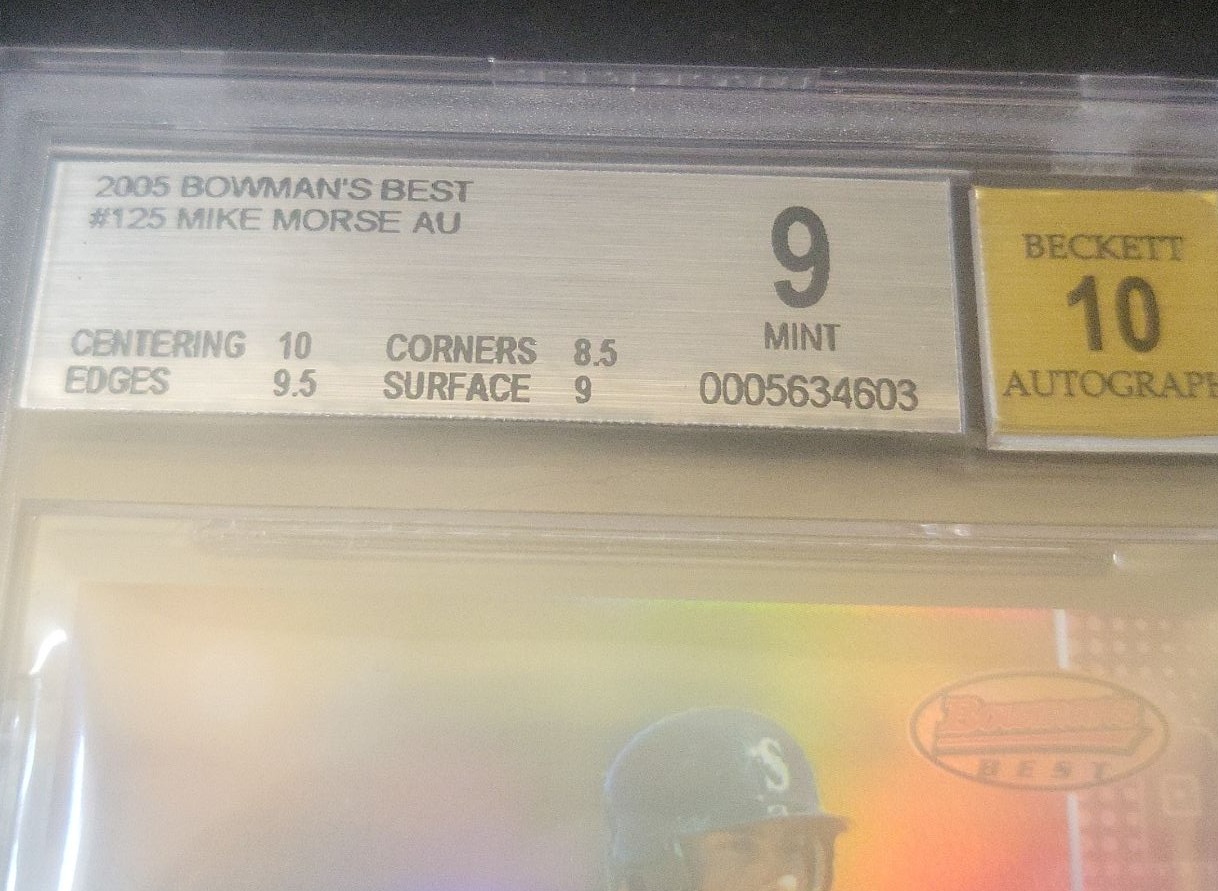 2005 BOWMAN'S BEST
#125 MIKE MORSE AU
9
MINT
CENTERING 10 CORNERS 8.5
EDGES 9.5 SURFACE 9
0005634603
BECKETT
10
AUTOGRAPH
S
Bowman
BEST